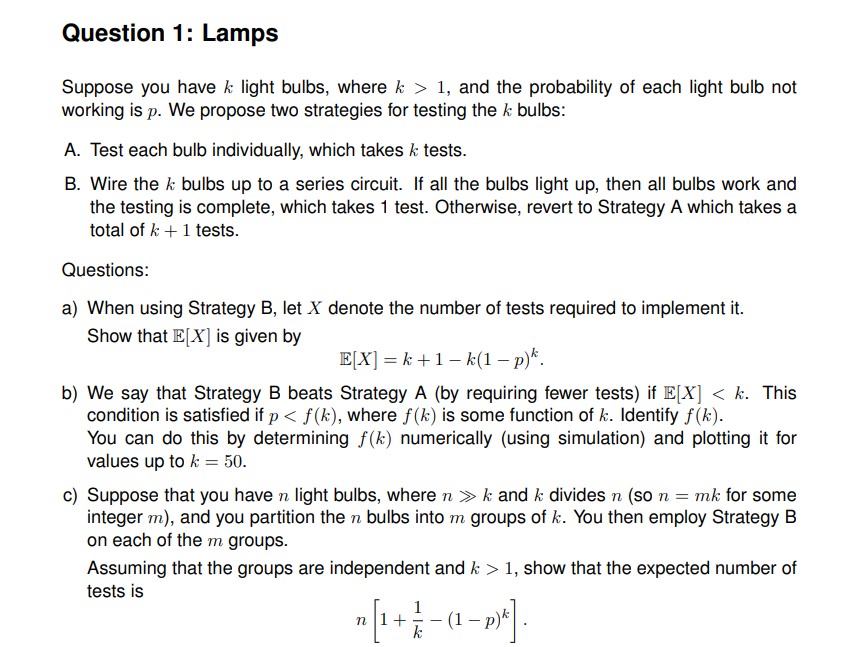 Question 1: Lamps
Suppose you have k light bulbs, where k > 1, and the probability of each light bulb not
working is p. We propose two strategies for testing the k bulbs:
A. Test each bulb individually, which takes k tests.
B. Wire the k bulbs up to a series circuit. If all the bulbs light up, then all bulbs work and
the testing is complete, which takes 1 test. Otherwise, revert to Strategy A which takes a
total of k + 1 tests.
Questions:
a) When using Strategy B, let X denote the number of tests required to implement it.
Show that 𝔼[X] is given by
𝔼[X] = k + 1 − k(1 − p)^k.
b) We say that Strategy B beats Strategy A (by requiring fewer tests) if 𝔼[X] < k. This
condition is satisfied if p < f(k), where f(k) is some function of k. Identify f(k).
You can do this by determining f(k) numerically (using simulation) and plotting it for
values up to k = 50.
c) Suppose that you have n light bulbs, where n ≫ k and k divides n (so n = mk for some
integer m), and you partition the n bulbs into m groups of k. You then employ Strategy B
on each of the m groups.
Assuming that the groups are independent and k > 1, show that the expected number of
tests is
n [1 + 1/k − (1 − p)^k].